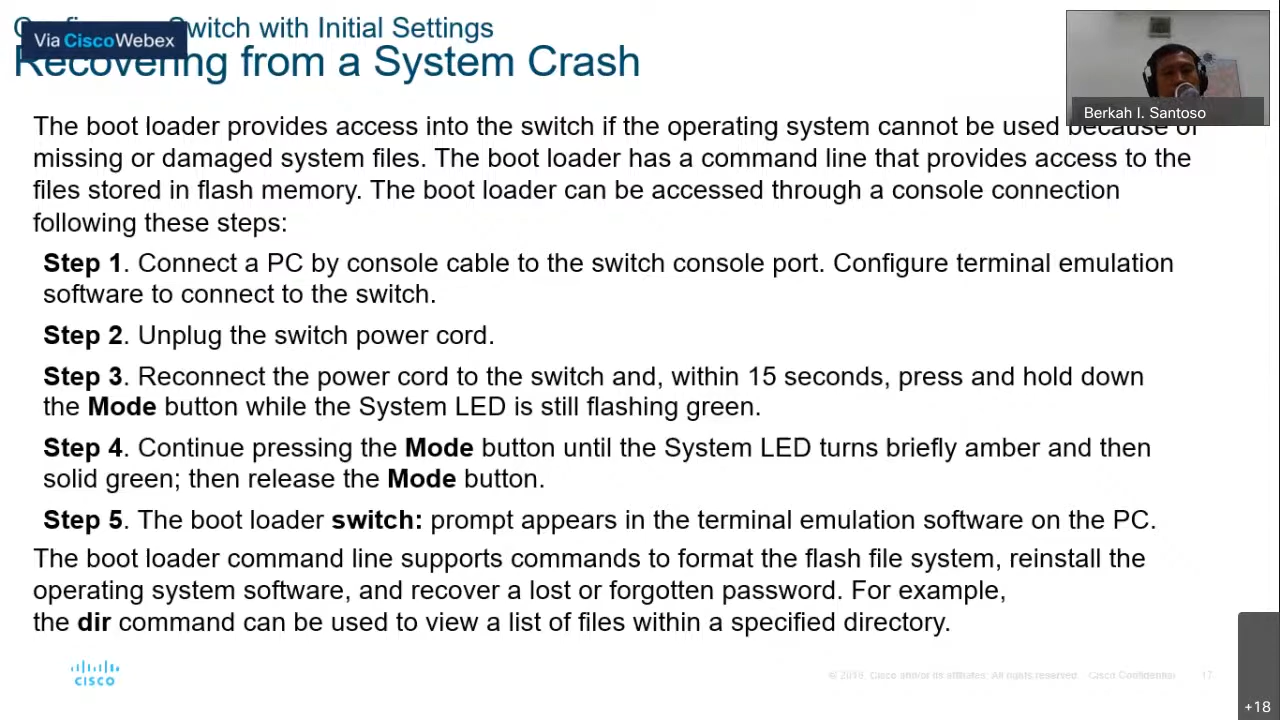 Switch with Initial Settings
Via CiscoWebex
Recovering from a System Crash
Berkah I. Santoso
The boot loader provides access into the switch if the operating system cannot be used because of
missing or damaged system files. The boot loader has a command line that provides access to the
files stored in flash memory. The boot loader can be accessed through a console connection
following these steps:
Step 1. Connect a PC by console cable to the switch console port. Configure terminal emulation
software to connect to the switch.
Step 2. Unplug the switch power cord.
Step 3. Reconnect the power cord to the switch and, within 15 seconds, press and hold down
the Mode button while the System LED is still flashing green.
Step 4. Continue pressing the Mode button until the System LED turns briefly amber and then
solid green; then release the Mode button.
Step 5. The boot loader switch: prompt appears in the terminal emulation software on the PC.
The boot loader command line supports commands to format the flash file system, reinstall the
operating system software, and recover a lost or forgotten password. For example,
the dir command can be used to view a list of files within a specified directory.
CISCO
© 2016 Cisco and/or its affiliates. All rights reserved. Cisco Confidential 17
+18